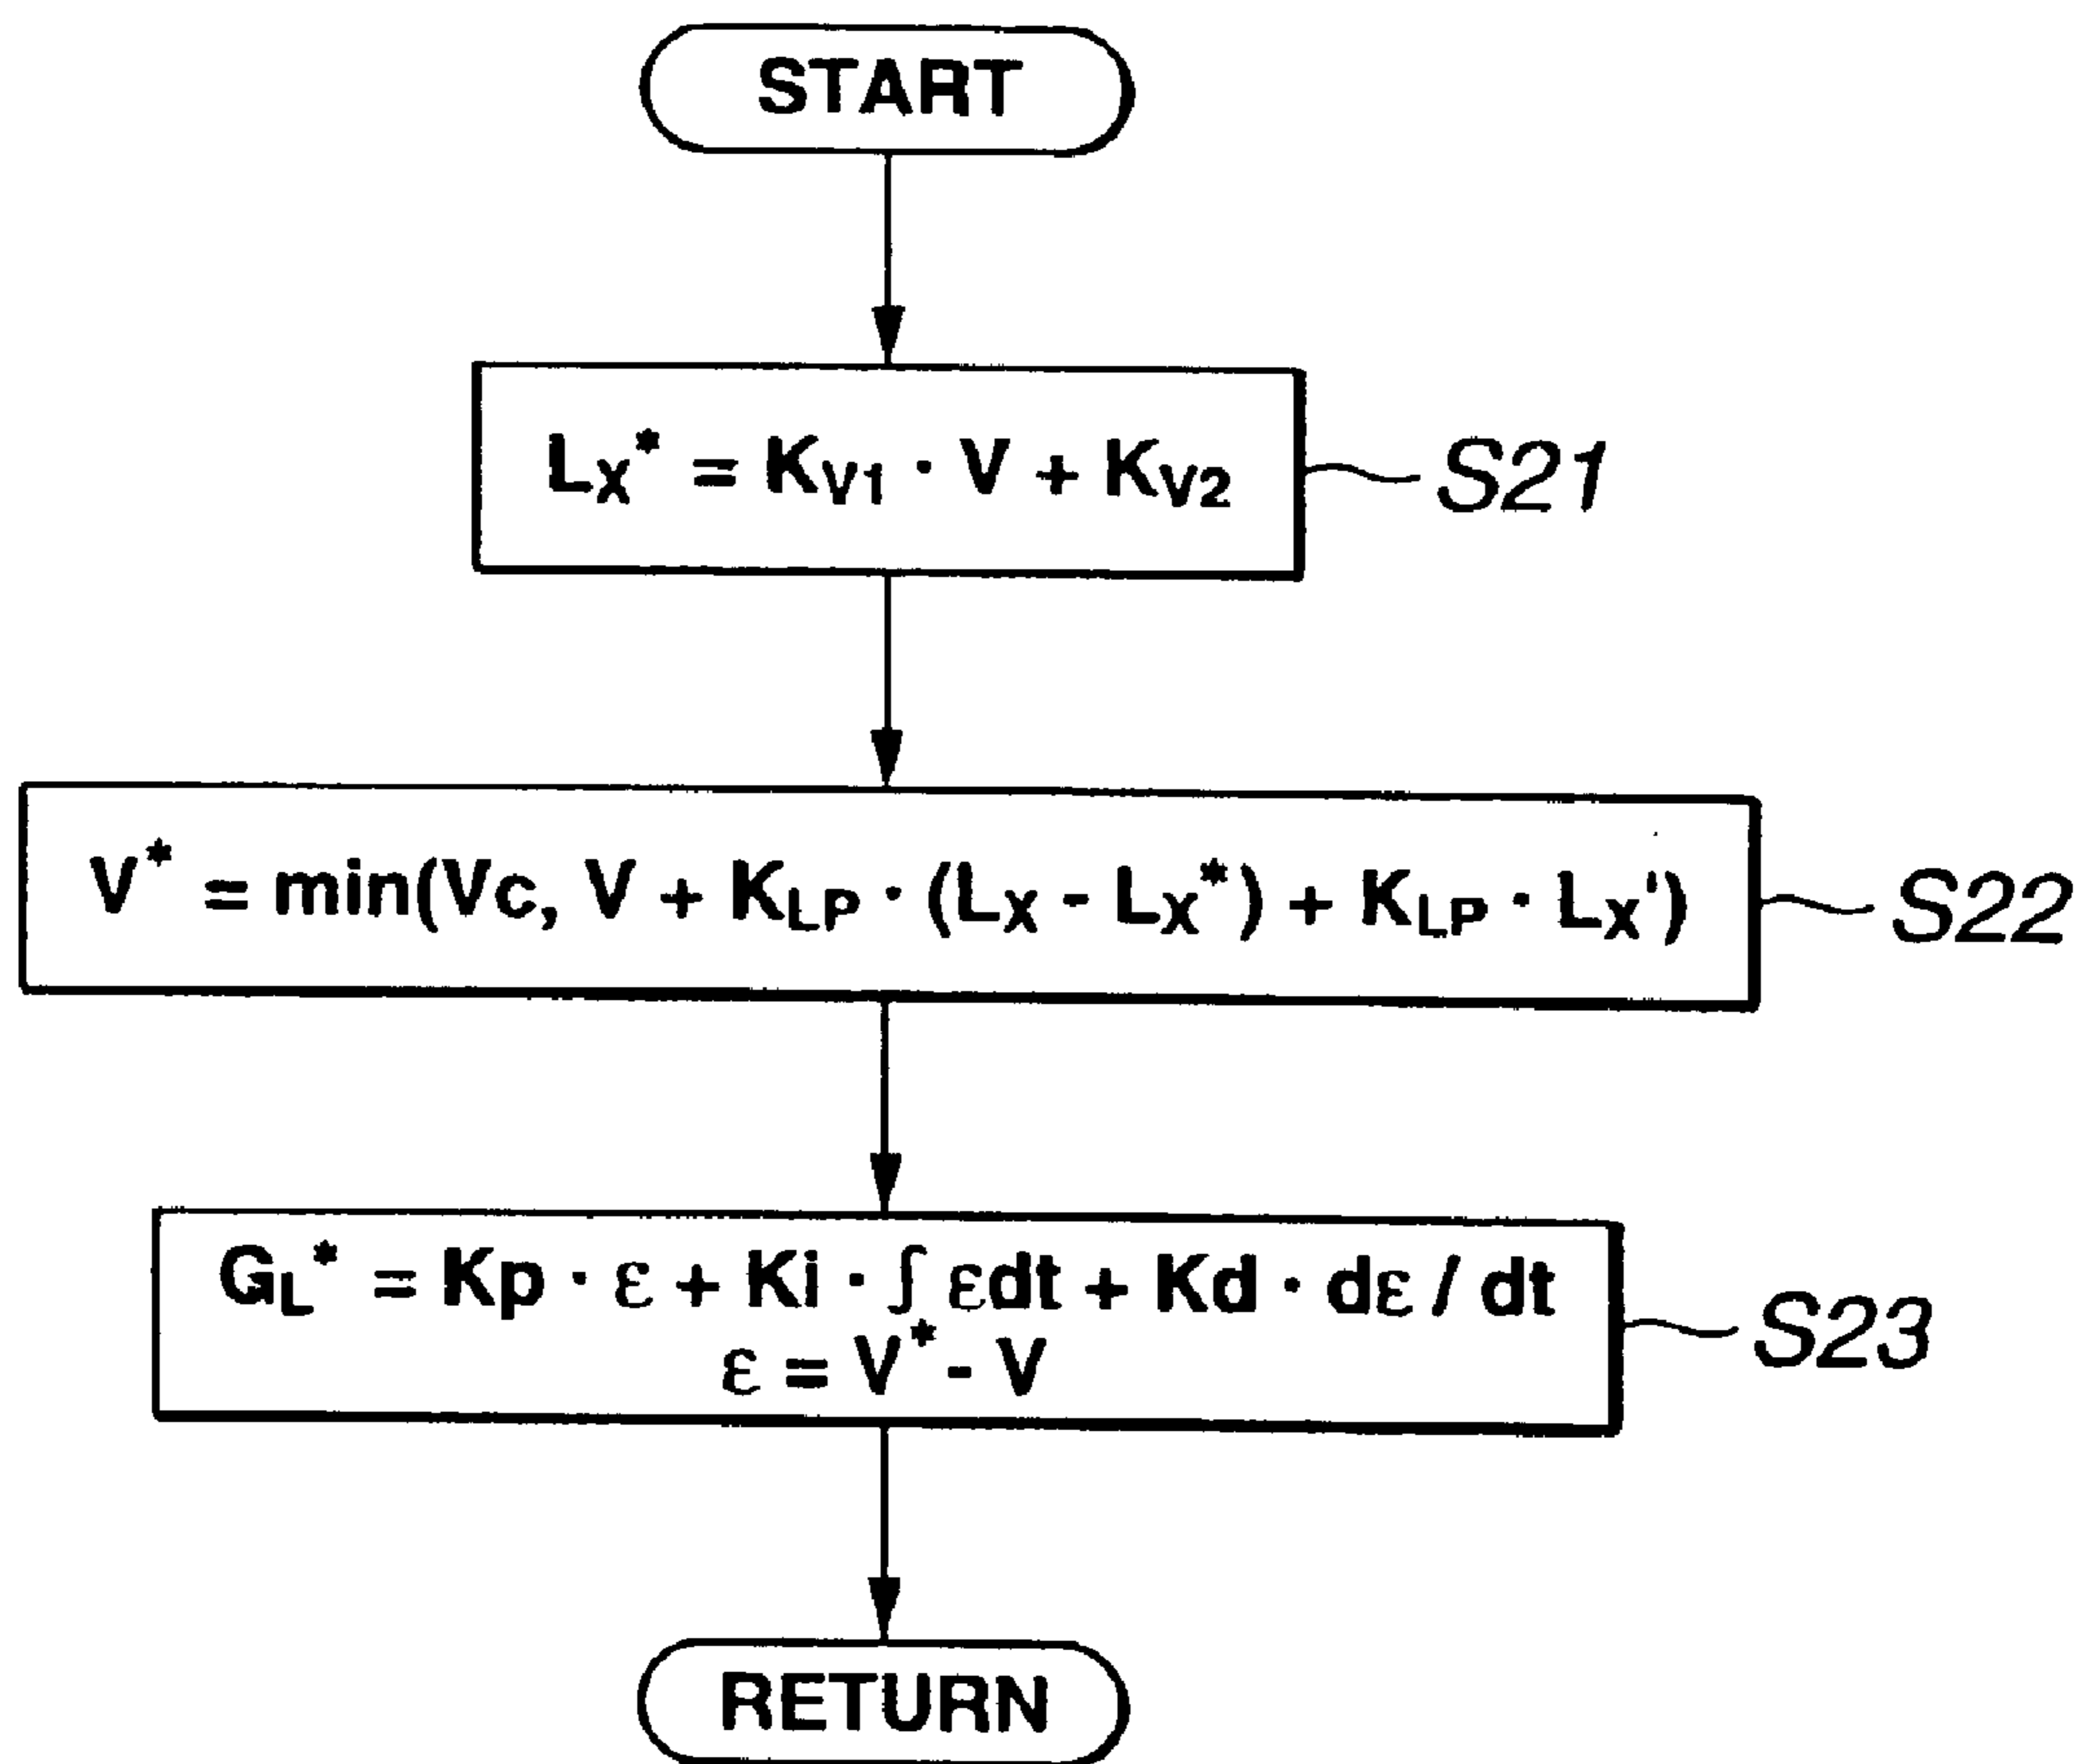 START
Lx* = Kv1 · V + Kv2
S21
V* = min(Vc, V + KLP · (Lx - Lx*) + KLP · Lx')
S22
GL* = Kp · ε + Ki · ∫ εdt + Kd · dε / dt
ε = V* - V
S23
RETURN